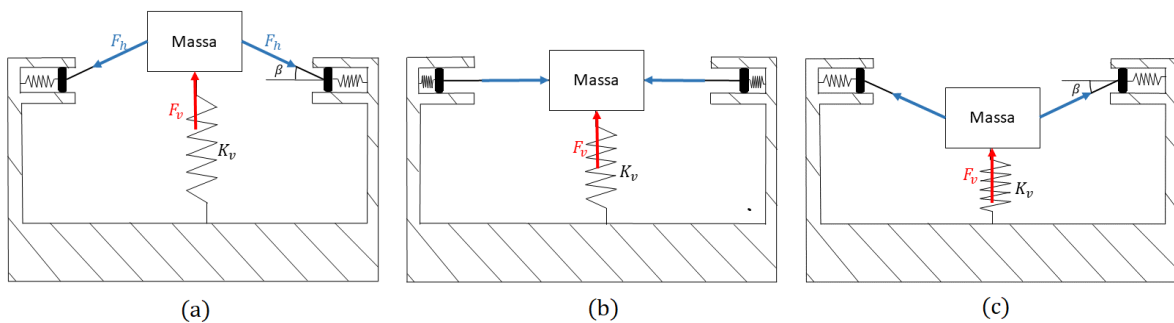 Massa
F_h
F_h
β
F_v
K_v
(a)
Massa
F_v
K_v
(b)
Massa
β
F_v
K_v
(c)